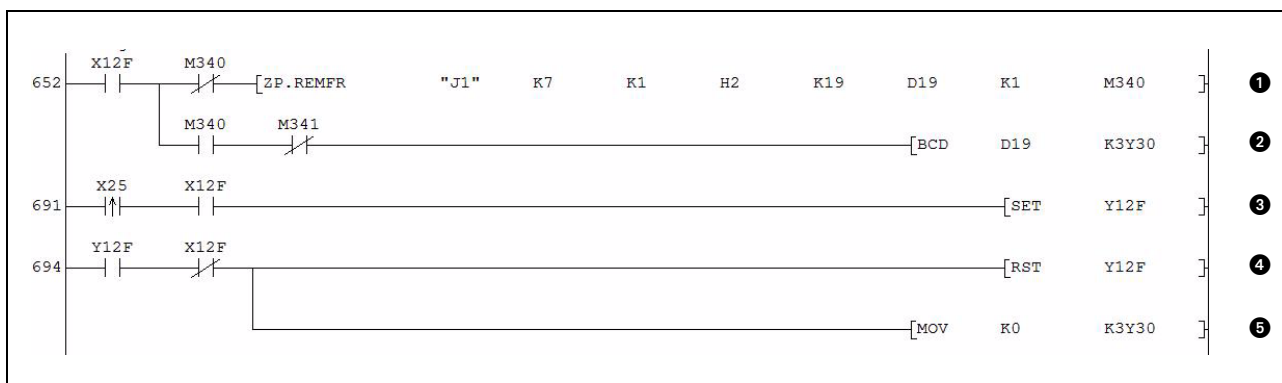 X12F M340
652 ZP.REMFR "J1" K7 K1 H2 K19 D19 K1 M340 ❶
M340 M341
BCD D19 K3Y30 ❷
X25 X12F
691 SET Y12F ❸
Y12F X12F
694 RST Y12F ❹
MOV K0 K3Y30 ❺